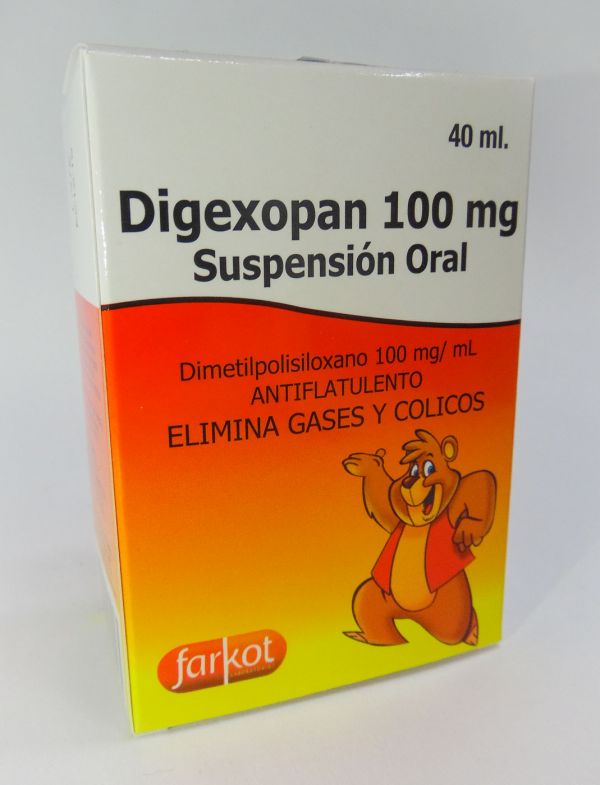 40 ml.
Digexopan 100 mg
Suspensión Oral
Dimetilpolisiloxano 100 mg/ mL
ANTIFLATULENTO
ELIMINA GASES Y COLICOS
farkot